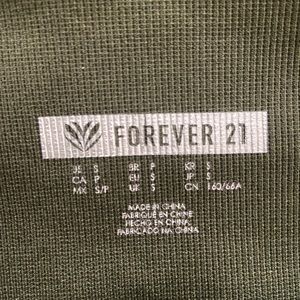 FOREVER 21
US S BR P KR S
CA P EU S JP S
MX S/P UK S CN 160/66A
MADE IN CHINA
FABRIQUÉ EN CHINE
HECHO EN CHINA
FABRICADO NA CHINA